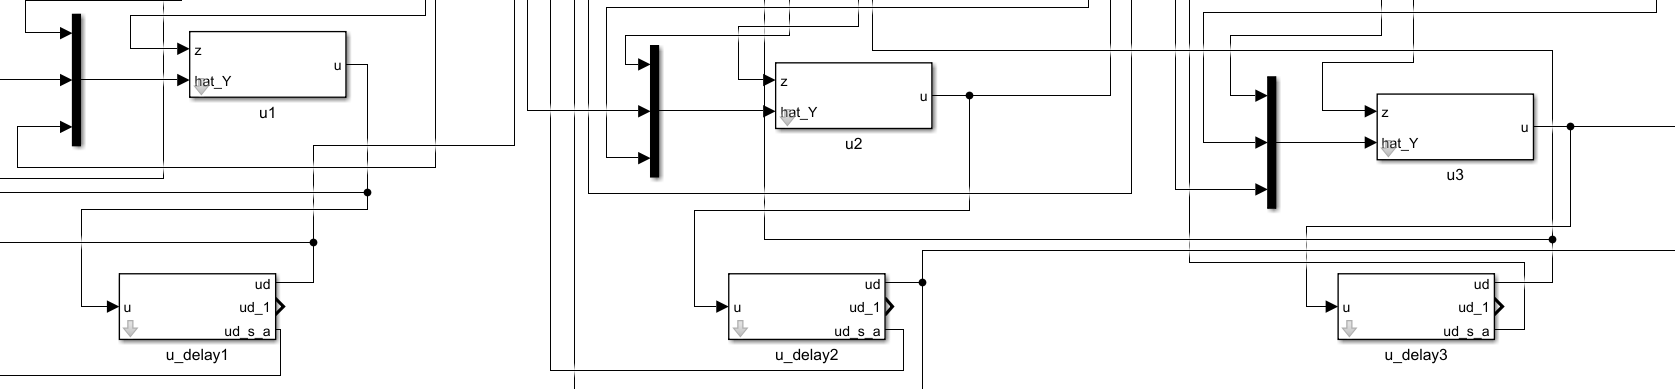 z
hat_Y
u
u1
z
hat_Y
u
u2
z
hat_Y
u
u3
u
ud
ud_1
ud_s_a
u_delay1
u
ud
ud_1
ud_s_a
u_delay2
u
ud
ud_1
ud_s_a
u_delay3